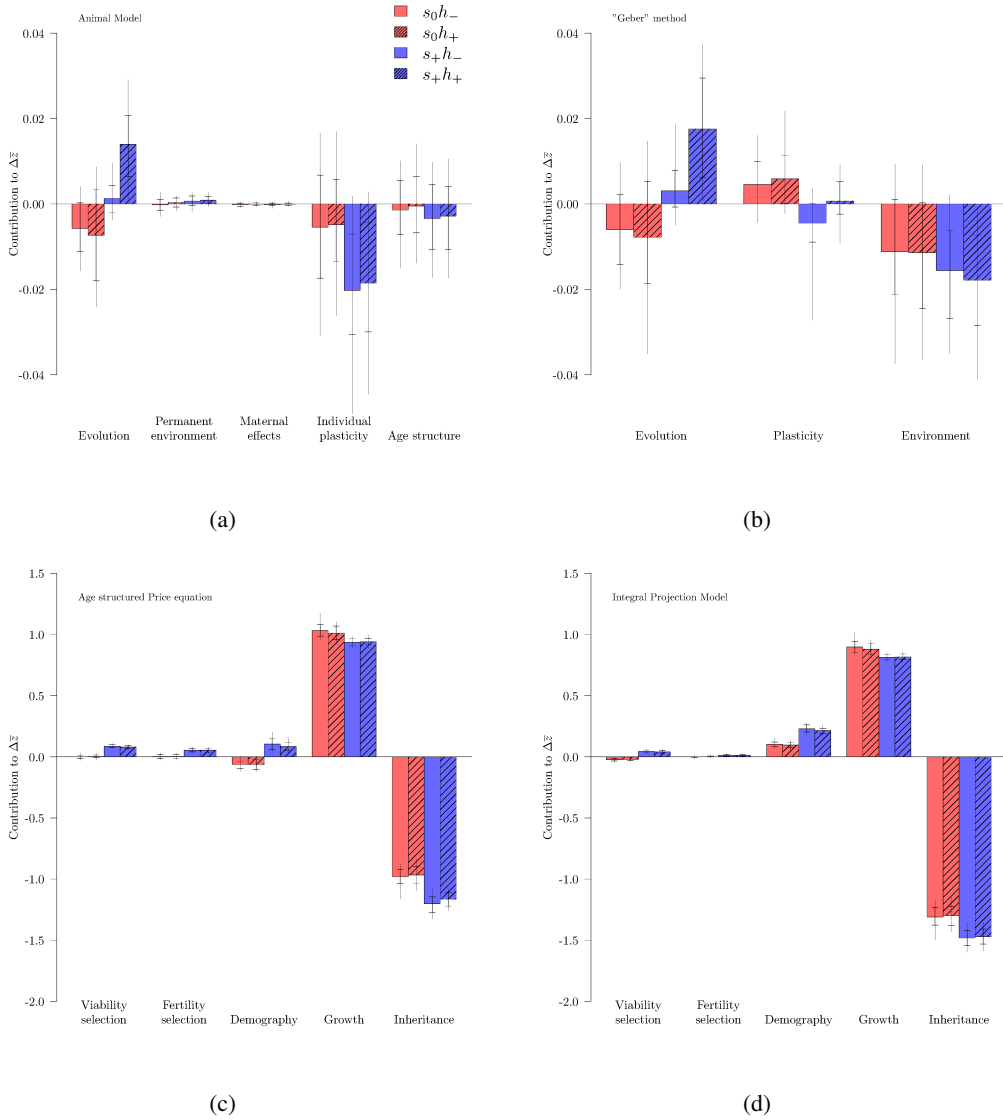 Animal Model
s₀h₋
s₀h₊
s₊h₋
s₊h₊
0.04
0.02
0.00
-0.02
-0.04
Contribution to Δz̅
Evolution
Permanent
environment
Maternal
effects
Individual
plasticity
Age structure
(a)
"Geber" method
0.04
0.02
0.00
-0.02
-0.04
Contribution to Δz̅
Evolution
Plasticity
Environment
(b)
Age structured Price equation
1.5
1.0
0.5
0.0
-0.5
-1.0
-1.5
-2.0
Contribution to Δz̅
Viability
selection
Fertility
selection
Demography
Growth
Inheritance
(c)
Integral Projection Model
1.5
1.0
0.5
0.0
-0.5
-1.0
-1.5
-2.0
Contribution to Δz̅
Viability
selection
Fertility
selection
Demography
Growth
Inheritance
(d)